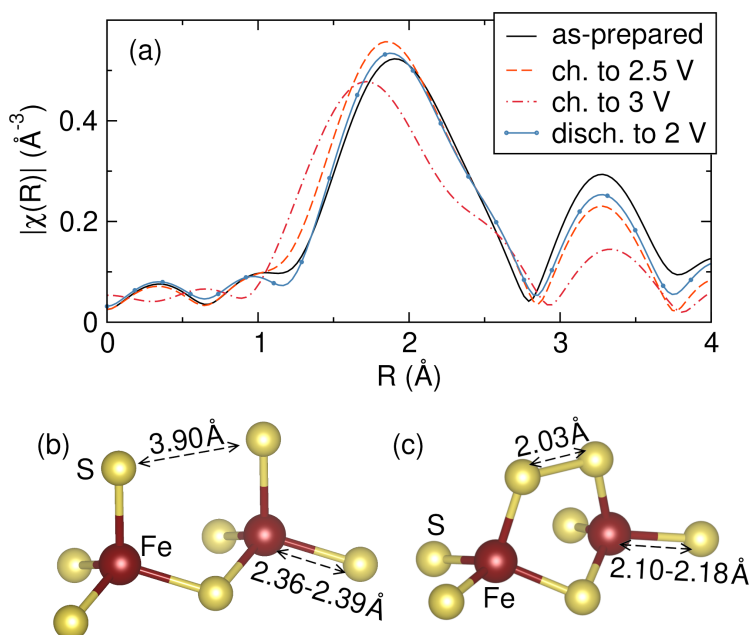 (a)
as-prepared
ch. to 2.5 V
ch. to 3 V
disch. to 2 V
|χ(R)| (Å⁻³)
0.4
0.2
0
0 1 2 3 4
R (Å)
(b)
3.90Å
S
Fe
2.36-2.39Å
(c)
2.03Å
S
Fe
2.10-2.18Å